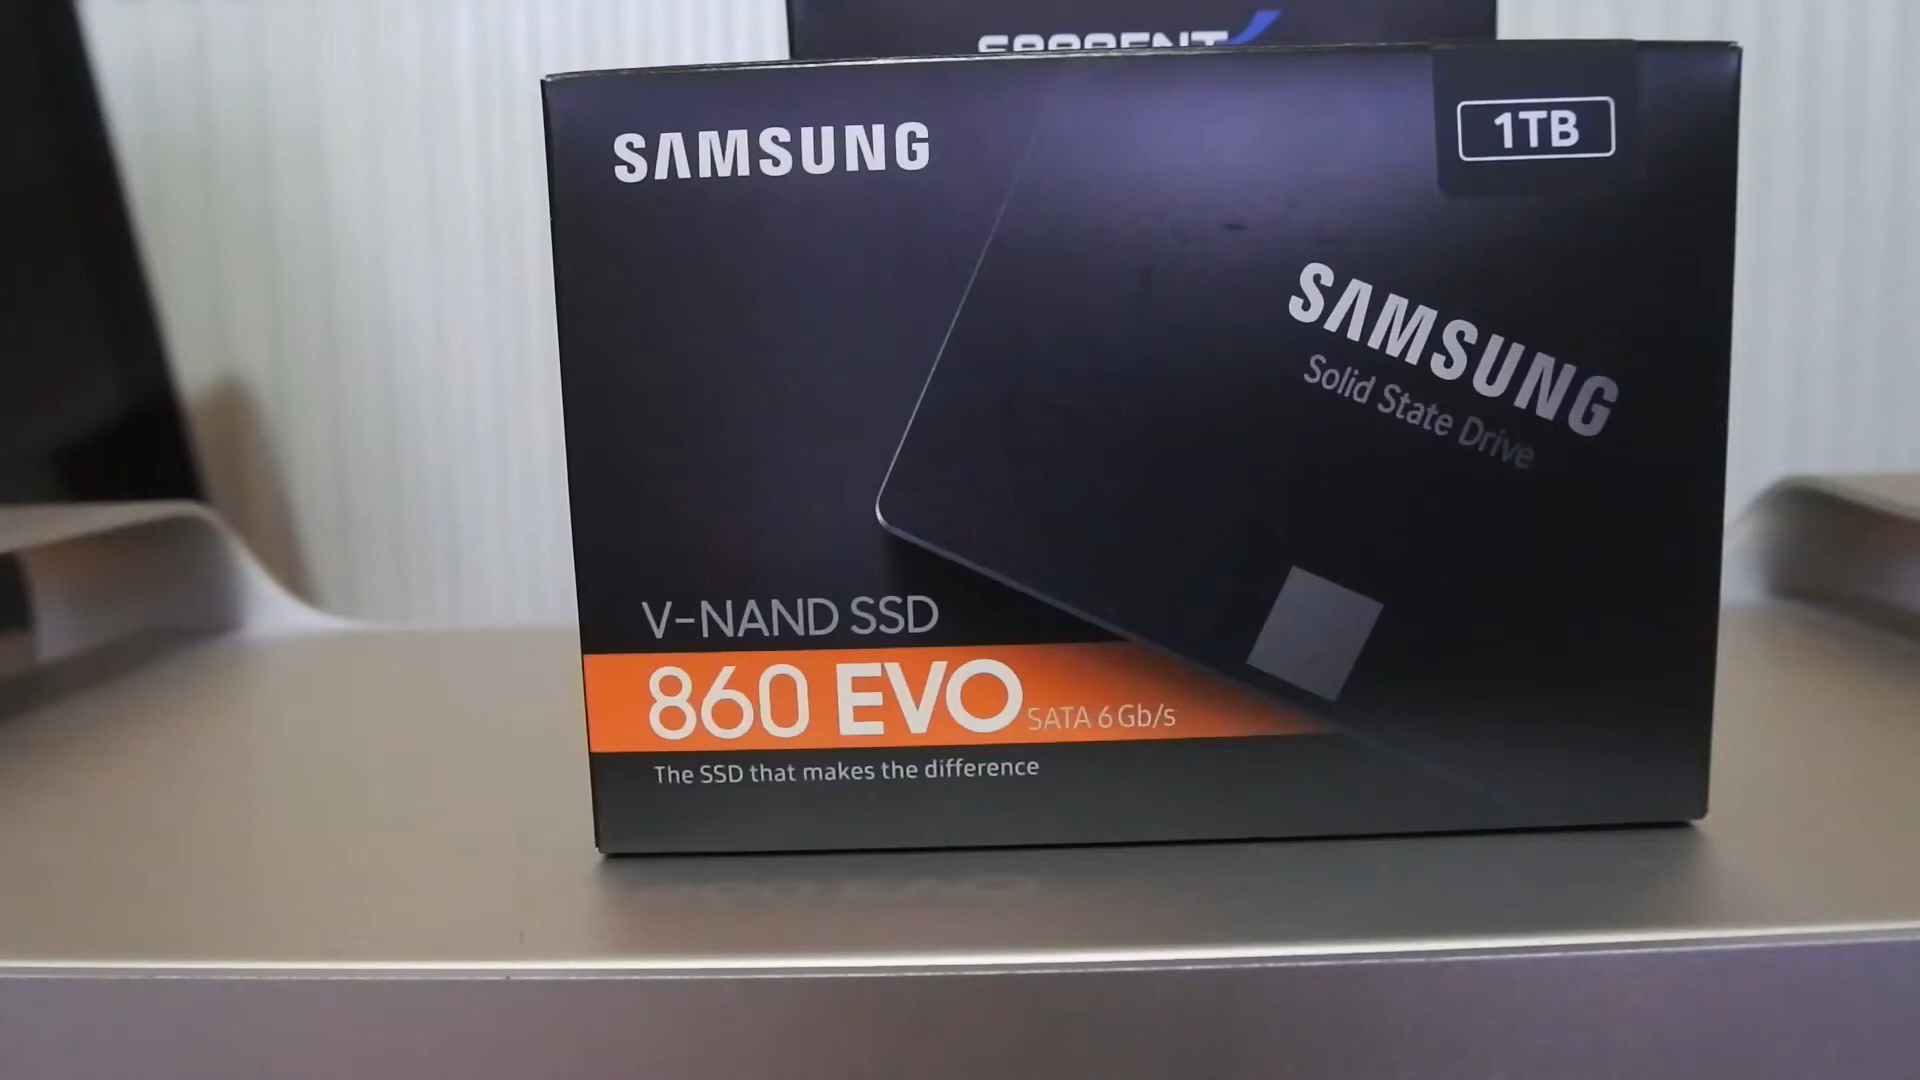 SAMSUNG
1TB
SAMSUNG
Solid State Drive
V-NAND SSD
860 EVO SATA 6 Gb/s
The SSD that makes the difference